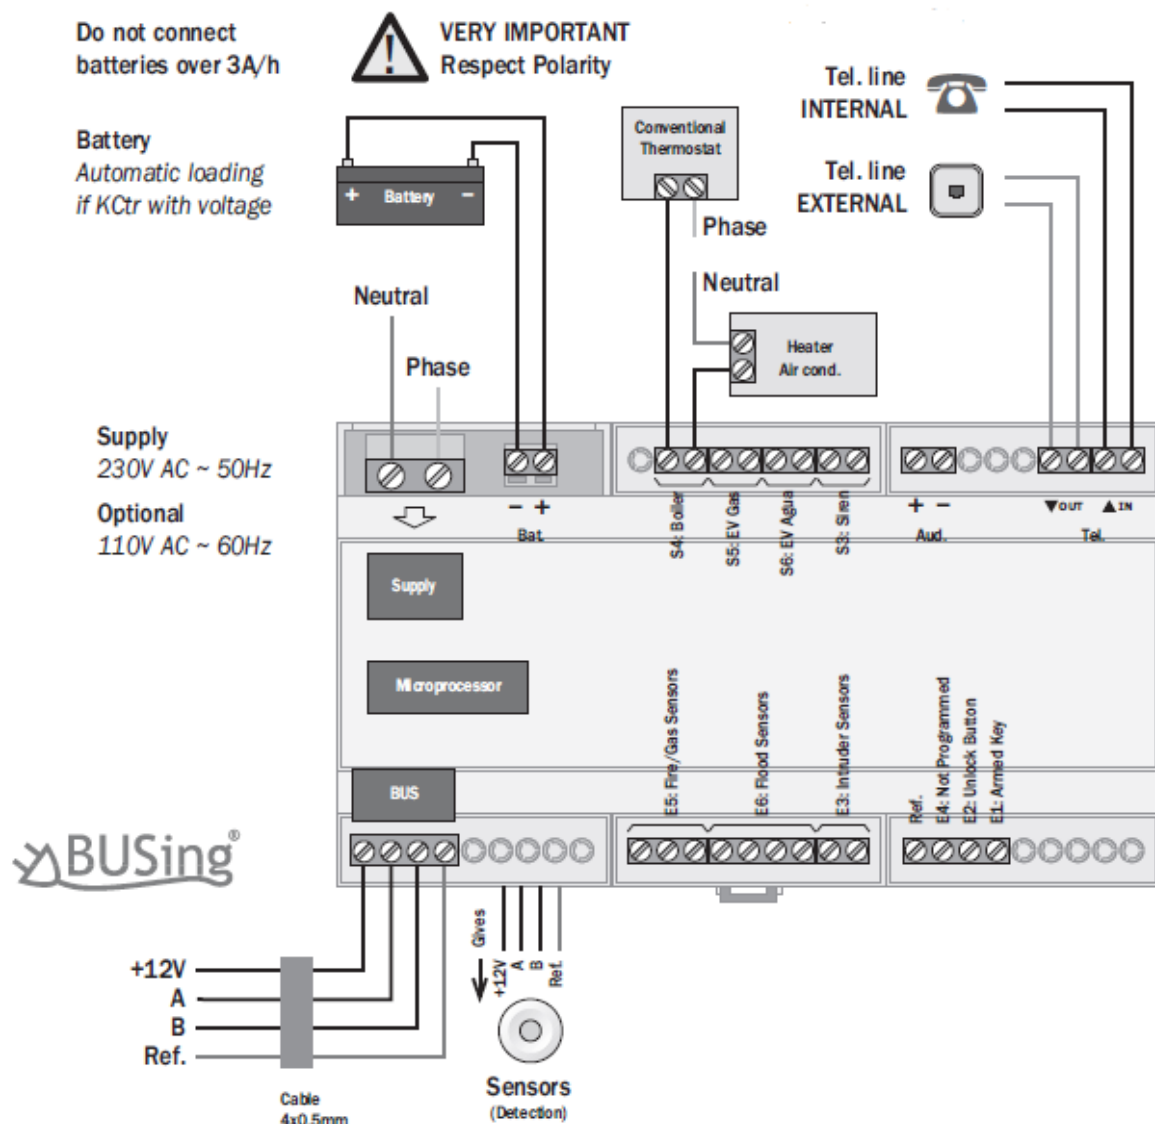 Do not connect
batteries over 3A/h
VERY IMPORTANT
Respect Polarity
Tel. line
INTERNAL
Battery
Automatic loading
if KCtr with voltage
+ Battery −
Conventional
Thermostat
Tel. line
EXTERNAL
Phase
Neutral
Neutral
Heater
Air cond.
Phase
Supply
230V AC ~ 50Hz
Optional
110V AC ~ 60Hz
− +
Bat.
S4: Boiler
S5: EV Gas
S6: EV Agua
S3: Siren
+ −
Aud.
▼OUT ▲IN
Tel.
Supply
Microprocessor
BUS
E5: Fire/Gas Sensors
E6: Flood Sensors
E3: Intruder Sensors
Ref.
E4: Not Programmed
E2: Unlock Button
E1: Armed Key
BUSing®
Gives
+12V
A
B
Ref.
+12V
A
B
Ref.
Cable
4x0.5mm
Sensors
(Detection)